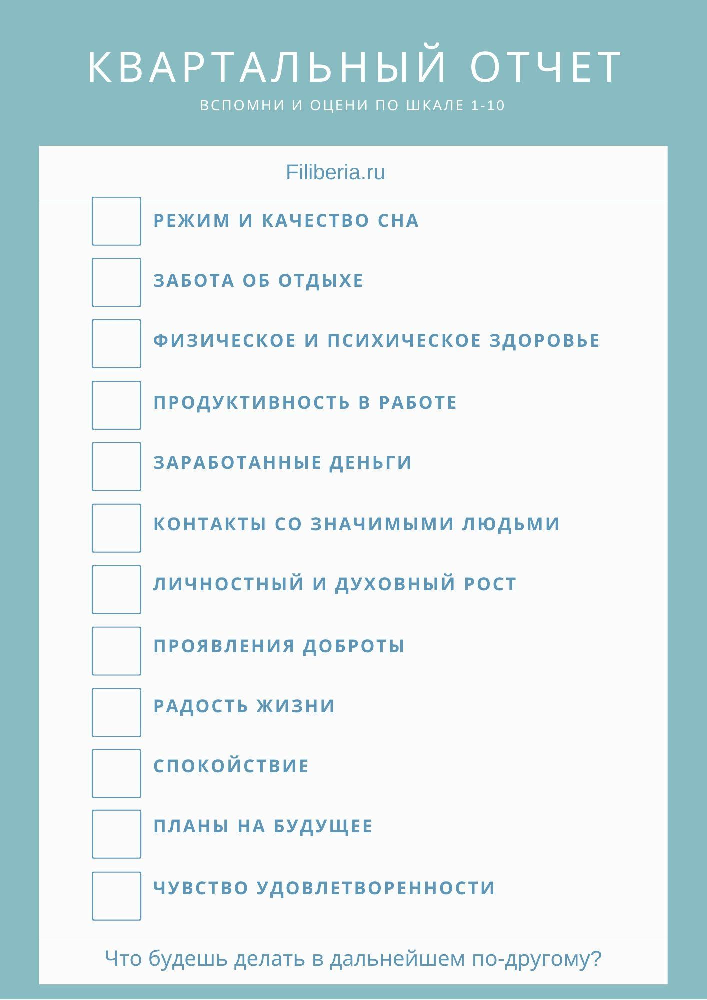 КВАРТАЛЬНЫЙ ОТЧЕТ
ВСПОМНИ И ОЦЕНИ ПО ШКАЛЕ 1-10
Filiberia.ru
РЕЖИМ И КАЧЕСТВО СНА
ЗАБОТА ОБ ОТДЫХЕ
ФИЗИЧЕСКОЕ И ПСИХИЧЕСКОЕ ЗДОРОВЬЕ
ПРОДУКТИВНОСТЬ В РАБОТЕ
ЗАРАБОТАННЫЕ ДЕНЬГИ
КОНТАКТЫ СО ЗНАЧИМЫМИ ЛЮДЬМИ
ЛИЧНОСТНЫЙ И ДУХОВНЫЙ РОСТ
ПРОЯВЛЕНИЯ ДОБРОТЫ
РАДОСТЬ ЖИЗНИ
СПОКОЙСТВИЕ
ПЛАНЫ НА БУДУЩЕЕ
ЧУВСТВО УДОВЛЕТВОРЕННОСТИ
Что будешь делать в дальнейшем по-другому?